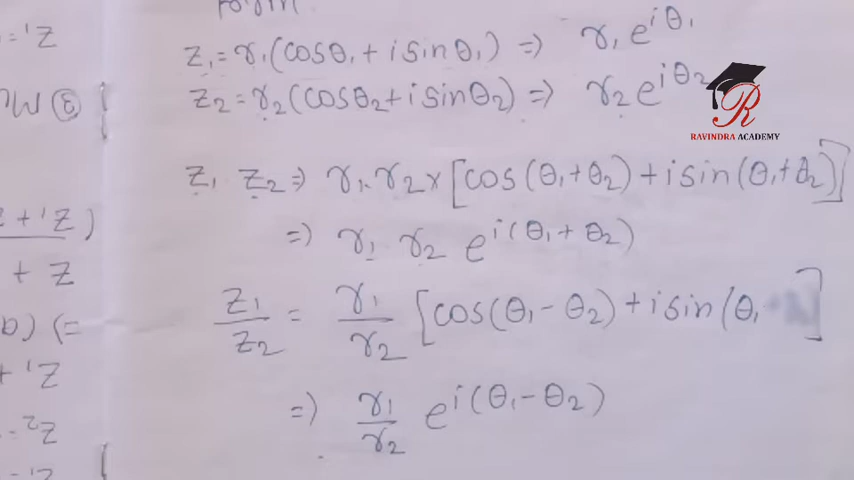 form
z₁ = r₁(cosθ₁ + i sinθ₁) => r₁ e^iθ₁
z₂ = r₂(cosθ₂ + i sinθ₂) => r₂ e^iθ₂
RAVINDRA ACADEMY
z₁ z₂ => r₁.r₂ x [cos(θ₁+θ₂) + i sin(θ₁+θ₂)]
=> r₁ r₂ e^i(θ₁+θ₂)
z₁/z₂ = r₁/r₂ [cos(θ₁-θ₂) + i sin(θ₁ ]
=> r₁/r₂ e^i(θ₁-θ₂)